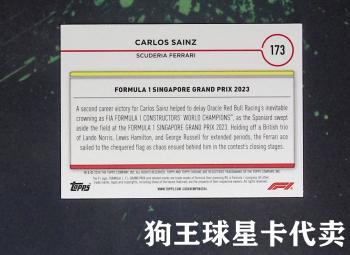 CARLOS SAINZ
SCUDERIA FERRARI
173
FORMULA 1 SINGAPORE GRAND PRIX 2023
A second career victory for Carlos Sainz helped to delay Oracle Red Bull Racing's inevitable
crowning as FIA FORMULA ONE CONSTRUCTORS' WORLD CHAMPIONS, as the Spaniard swept
aside the field at the FORMULA 1 SINGAPORE GRAND PRIX 2023. Holding off a British trio
of Lando Norris, Lewis Hamilton, and George Russell for extended periods, the Ferrari ace
sailed to the chequered flag as chaos ensued behind him in the contest's closing stages.
TOPPS
F1
狗王球星卡代卖